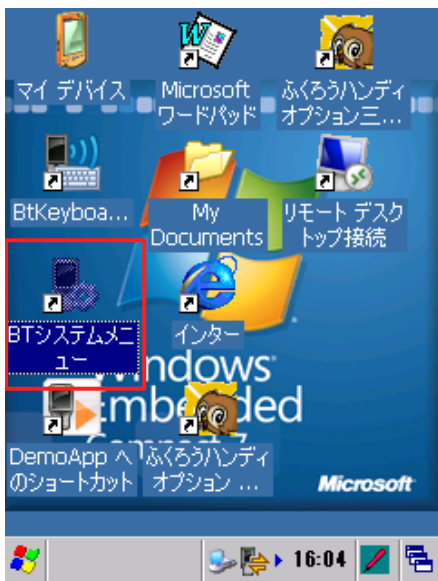 マイ デバイス
Microsoft
ワードパッド
ふくろうハンディ
オプション三...
BtKeyboa...
My
Documents
リモート デスク
トップ接続
BTシステムメニ
ュー
インター
Windows
Embedded
Compact 7
DemoApp へ
のショートカット
ふくろうハンディ
オプション ...
Microsoft
16:04